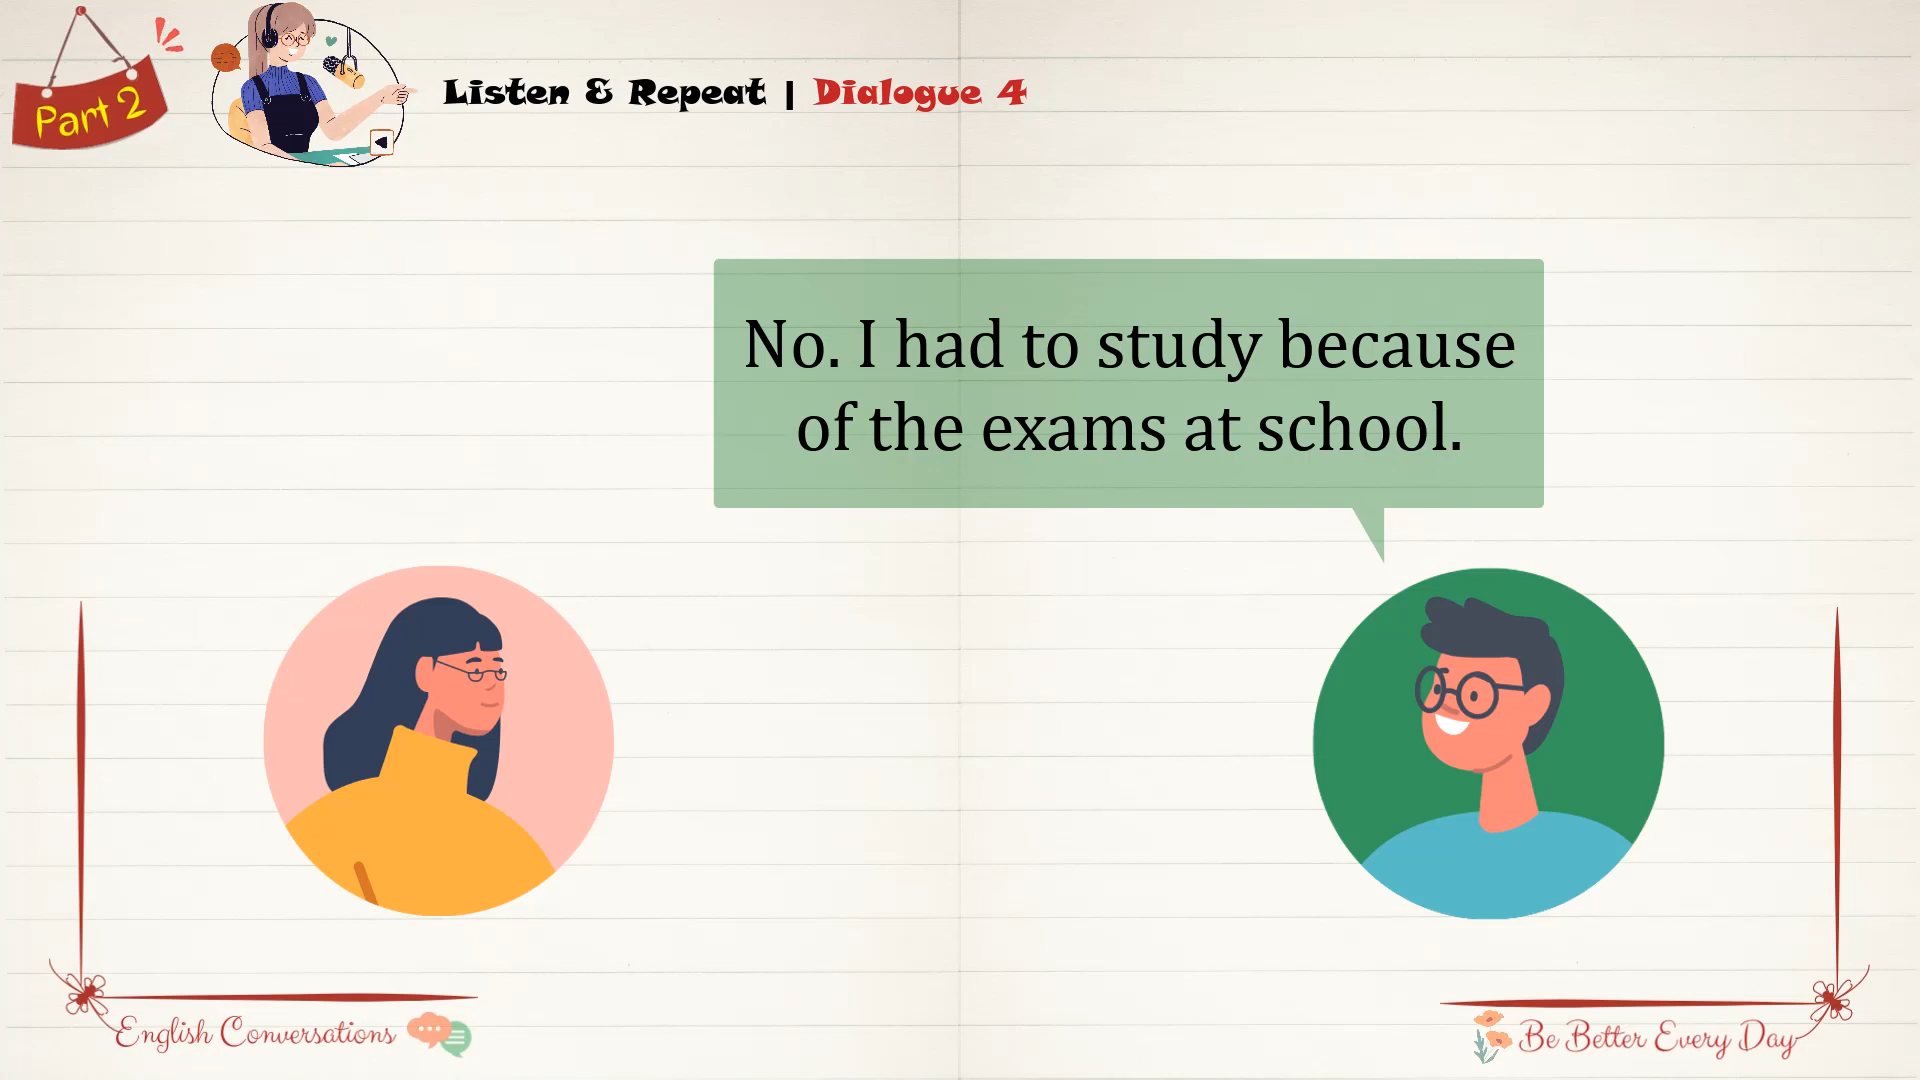 Part 2
Listen & Repeat | Dialogue 4
No. I had to study because
of the exams at school.
English Conversations
Be Better Every Day